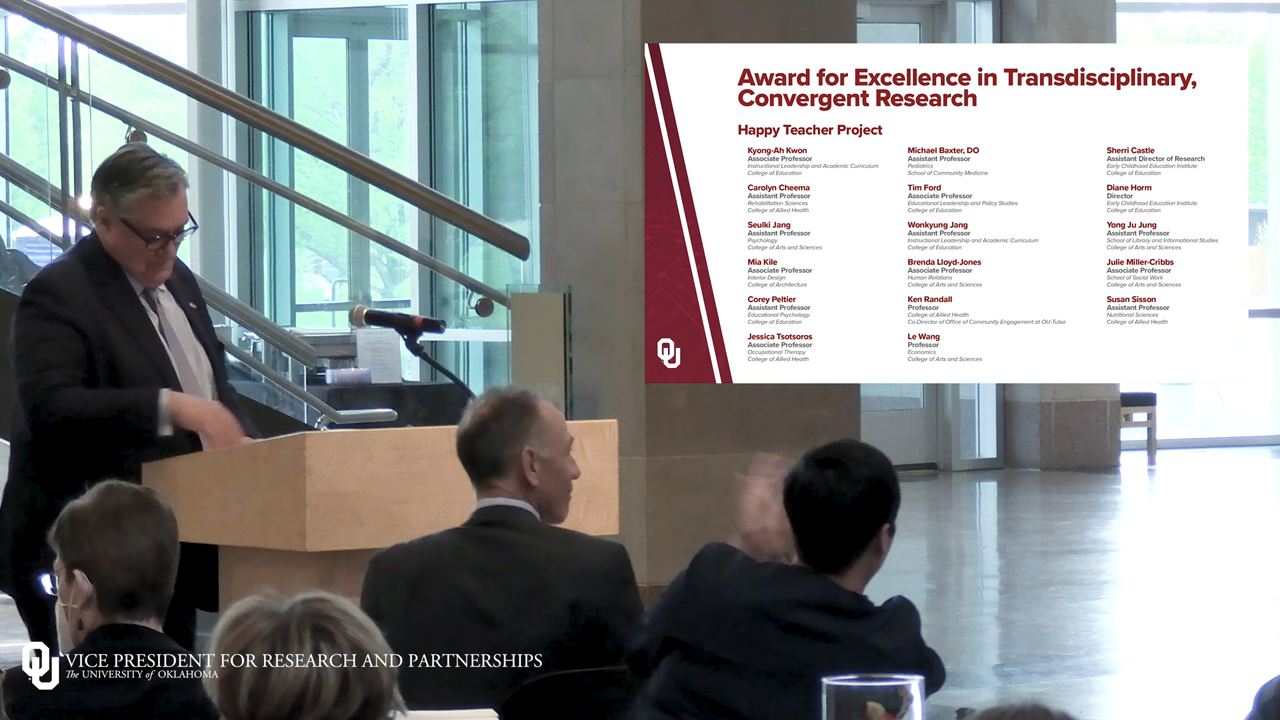 Award for Excellence in Transdisciplinary,
Convergent Research
Happy Teacher Project
Kyong-Ah Kwon
Associate Professor
Instructional Leadership and Academic Curriculum
College of Education
Carolyn Cheema
Assistant Professor
Rehabilitation Sciences
College of Allied Health
Seulki Jang
Assistant Professor
Psychology
College of Arts and Sciences
Mia Kile
Associate Professor
Interior Design
College of Architecture
Corey Peltier
Assistant Professor
Educational Psychology
College of Education
Jessica Tsotsoros
Associate Professor
Occupational Therapy
College of Allied Health
Michael Baxter, DO
Assistant Professor
Pediatrics
School of Community Medicine
Tim Ford
Associate Professor
Educational Leadership and Policy Studies
College of Education
Wonkyung Jang
Assistant Professor
Instructional Leadership and Academic Curriculum
College of Education
Brenda Lloyd-Jones
Associate Professor
Human Relations
College of Arts and Sciences
Ken Randall
Professor
College of Allied Health
Co-Director of Office of Community Engagement at OU-Tulsa
Le Wang
Professor
Economics
College of Arts and Sciences
Sherri Castle
Assistant Director of Research
Early Childhood Education Institute
College of Education
Diane Horm
Director
Early Childhood Education Institute
College of Education
Yong Ju Jung
Assistant Professor
School of Library and Informational Studies
College of Arts and Sciences
Julie Miller-Cribbs
Associate Professor
School of Social Work
College of Arts and Sciences
Susan Sisson
Assistant Professor
Nutritional Sciences
College of Allied Health
OU
OU
VICE PRESIDENT FOR RESEARCH AND PARTNERSHIPS
The UNIVERSITY of OKLAHOMA